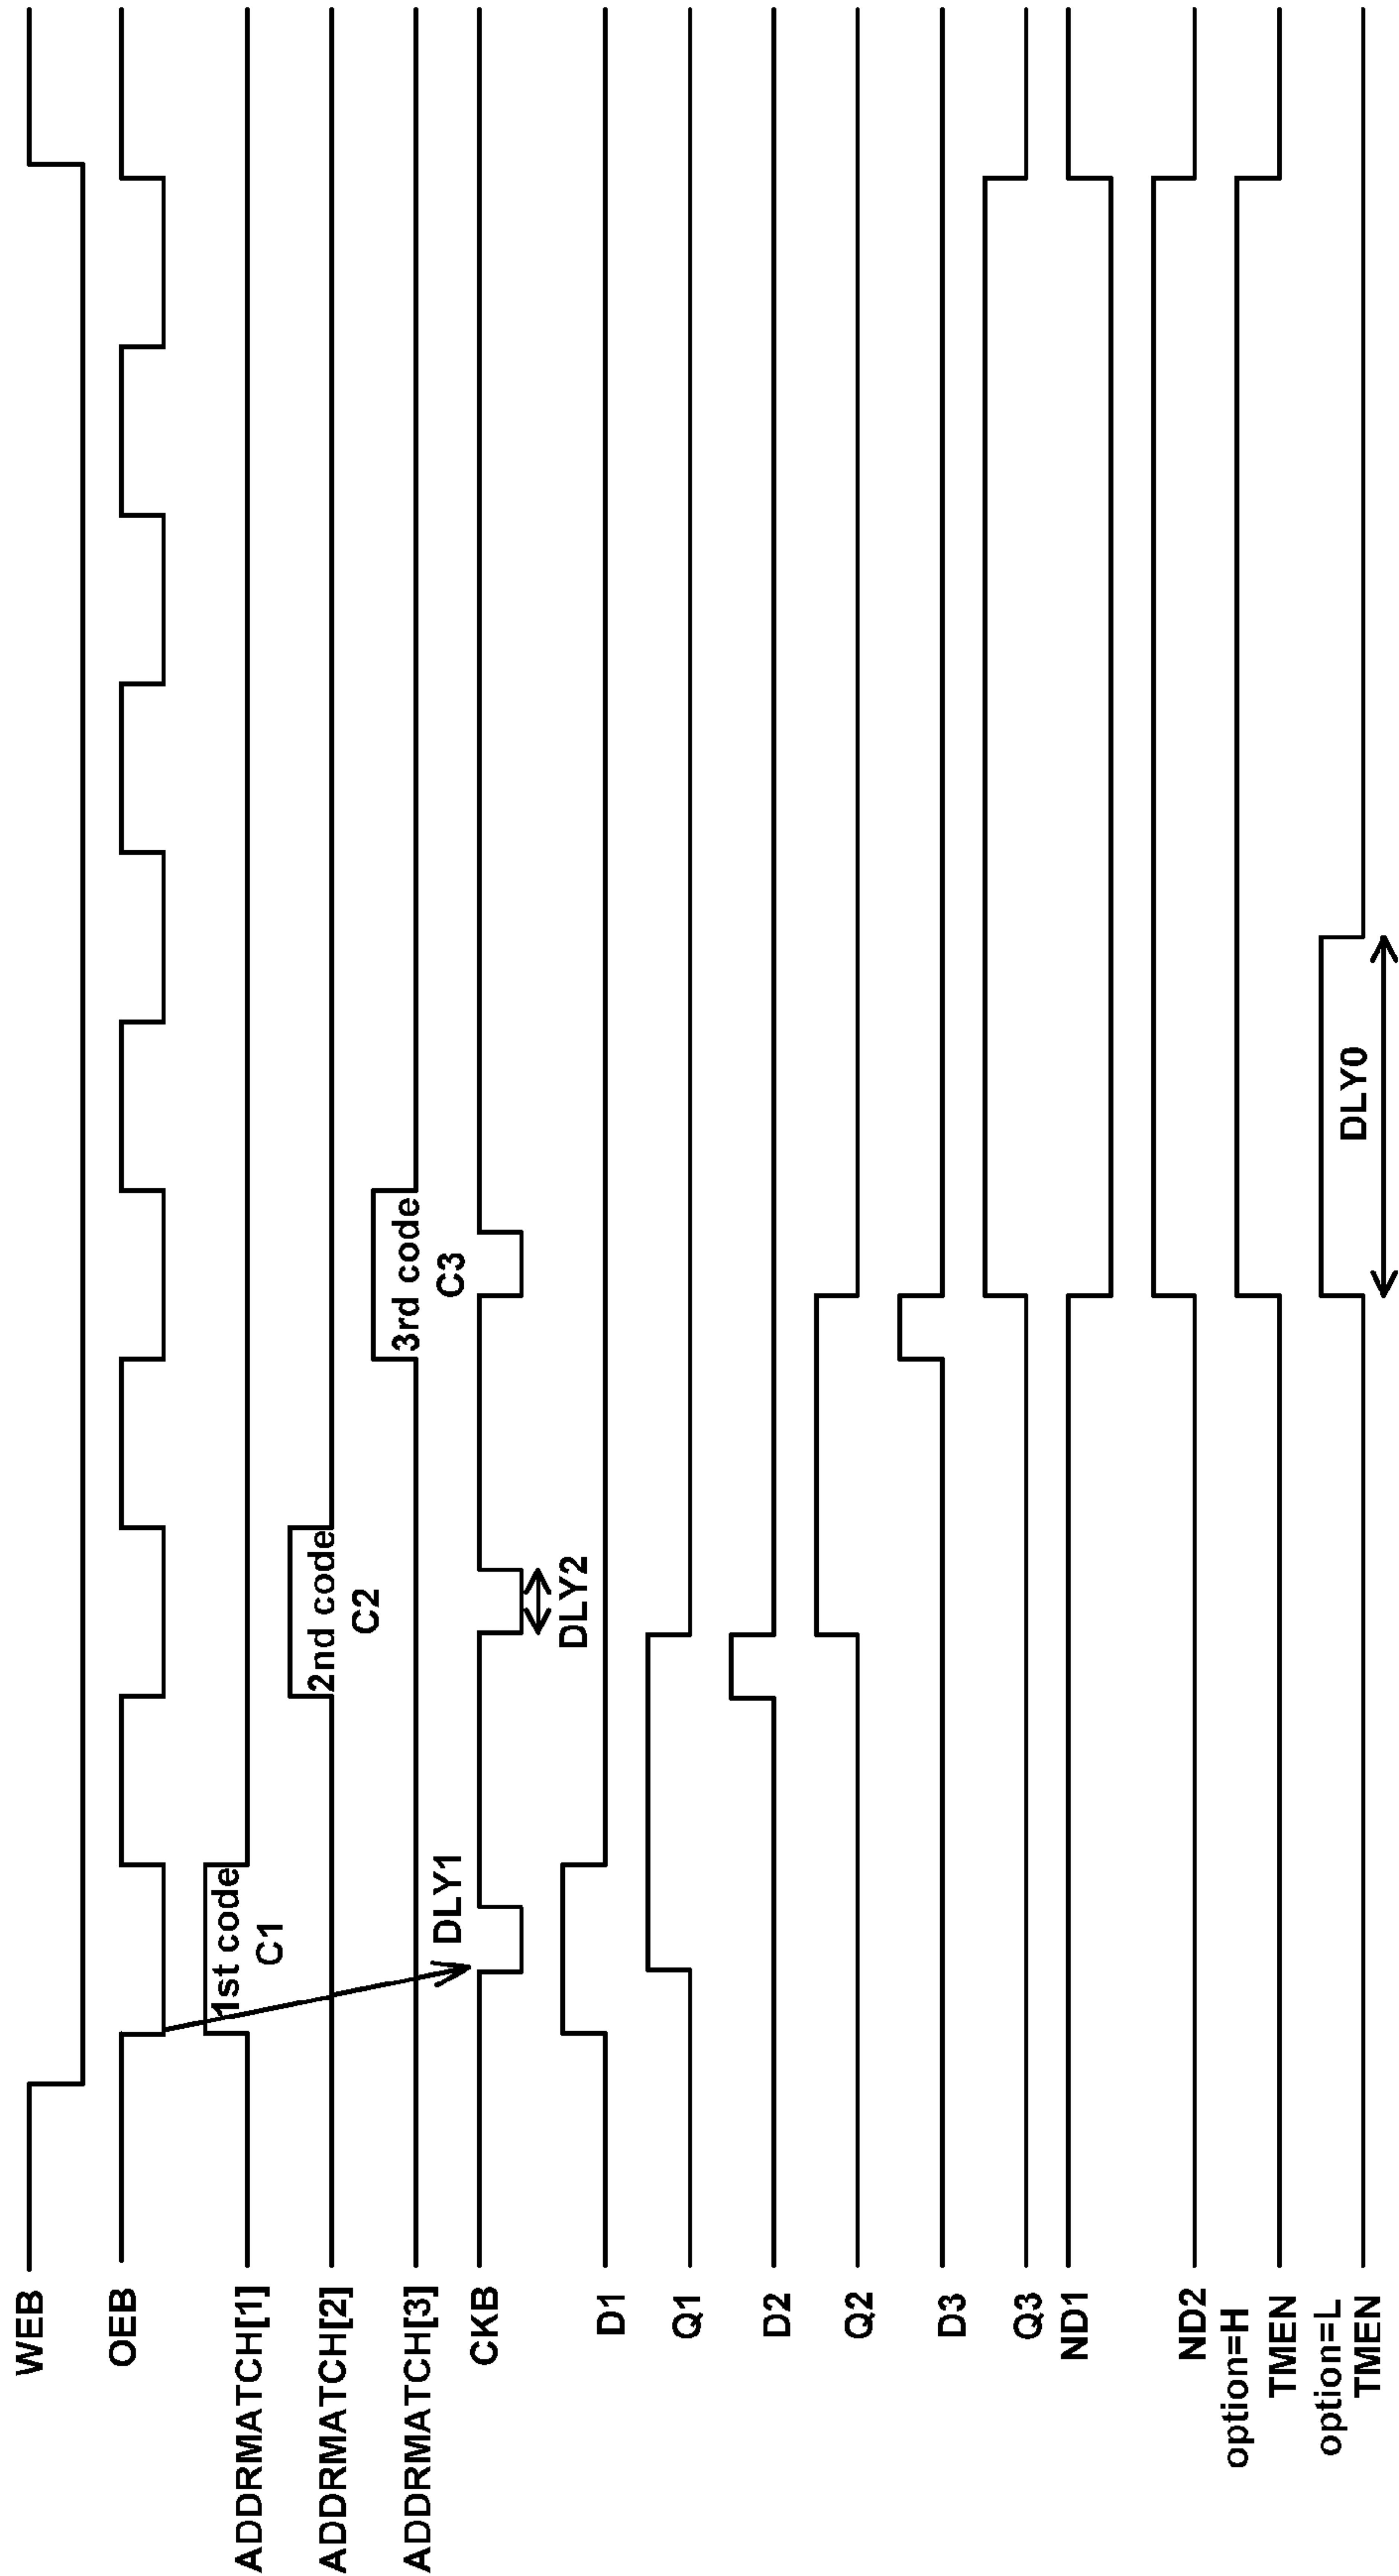 WEB
OEB
ADDRMATCH[1]
1st code
C1
ADDRMATCH[2]
2nd code
C2
ADDRMATCH[3]
3rd code
C3
CKB
DLY1
DLY2
D1
Q1
D2
Q2
D3
Q3
ND1
ND2
option=H
TMEN
option=L
TMEN
DLY0